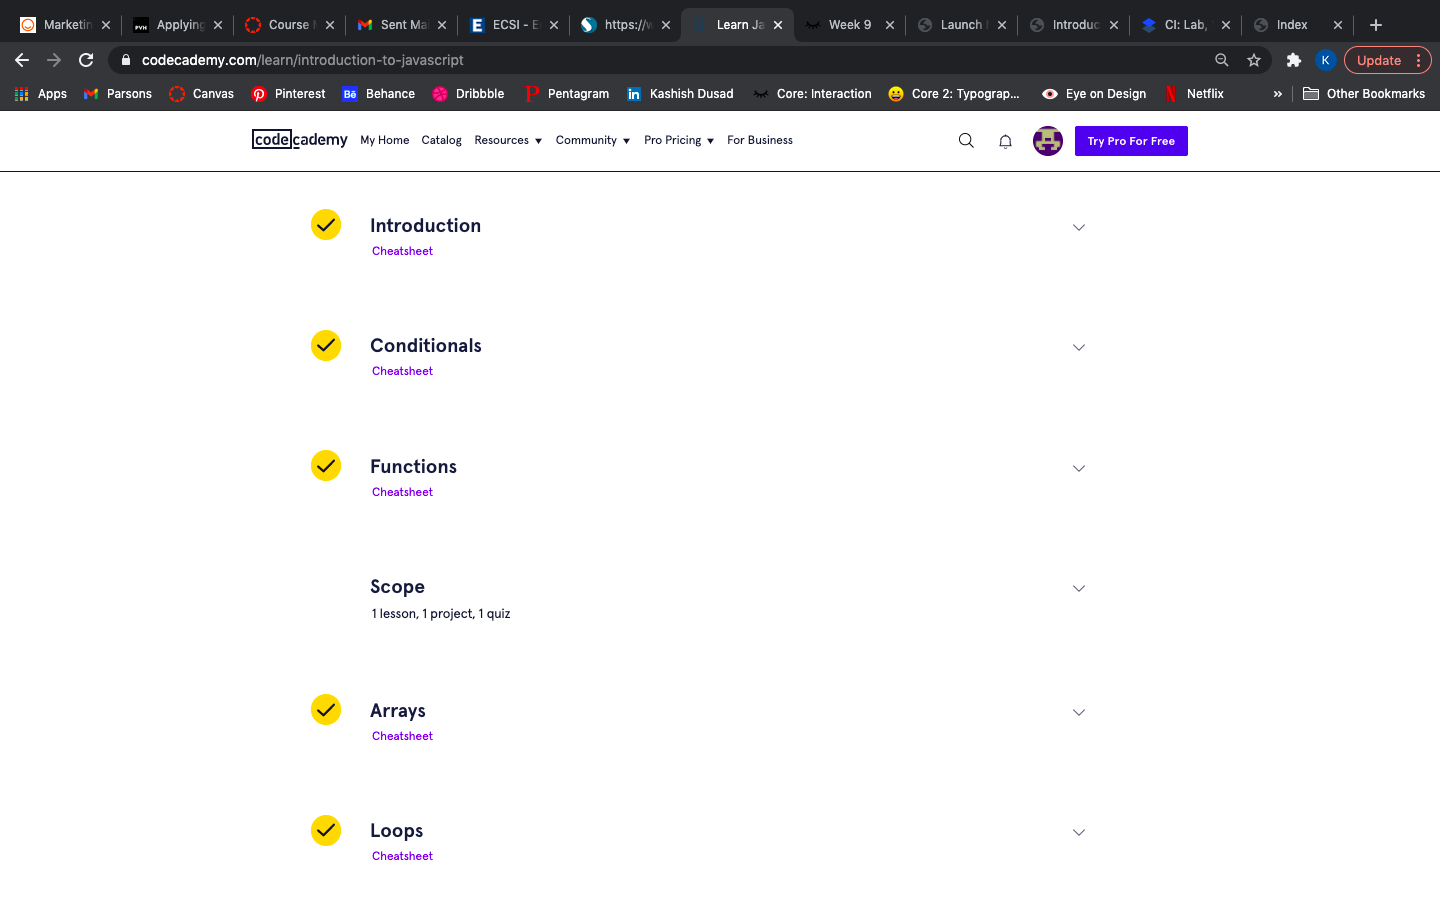 Marketin Applying Course M Sent Mai ECSI - E https://w Learn Ja Week 9 Launch Introduc CI: Lab, Index
codecademy.com/learn/introduction-to-javascript K Update
Apps Parsons Canvas Pinterest Behance Dribbble Pentagram Kashish Dusad Core: Interaction Core 2: Typograp... Eye on Design Netflix » Other Bookmarks
codecademy My Home Catalog Resources Community Pro Pricing For Business Try Pro For Free
Introduction
Cheatsheet
Conditionals
Cheatsheet
Functions
Cheatsheet
Scope
1 lesson, 1 project, 1 quiz
Arrays
Cheatsheet
Loops
Cheatsheet